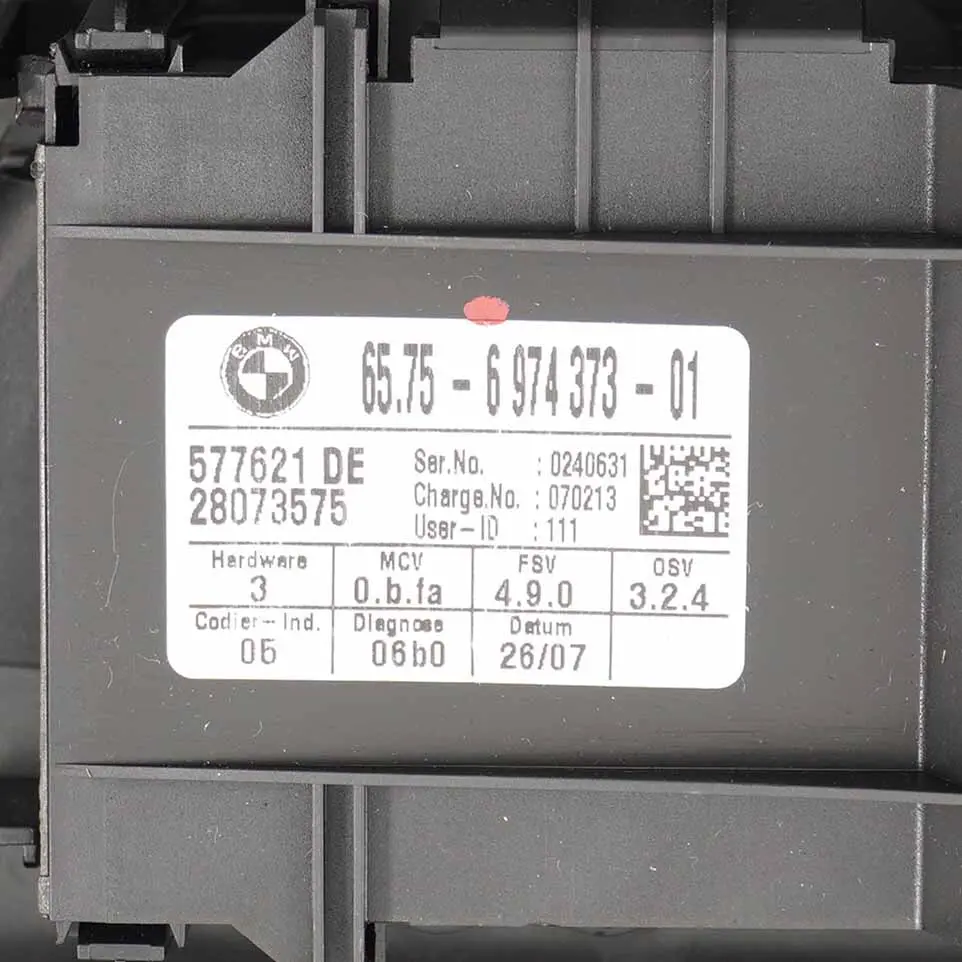 BMW
65.75 - 6 974 373 - 01
577621 DE
28073575
Ser.No. : 0240631
Charge.No. : 070213
User-ID : 111
Hardware MCV FSV OSV
3 0.b.fa 4.9.0 3.2.4
Codier-Ind. Diagnose Datum
05 06b0 26/07